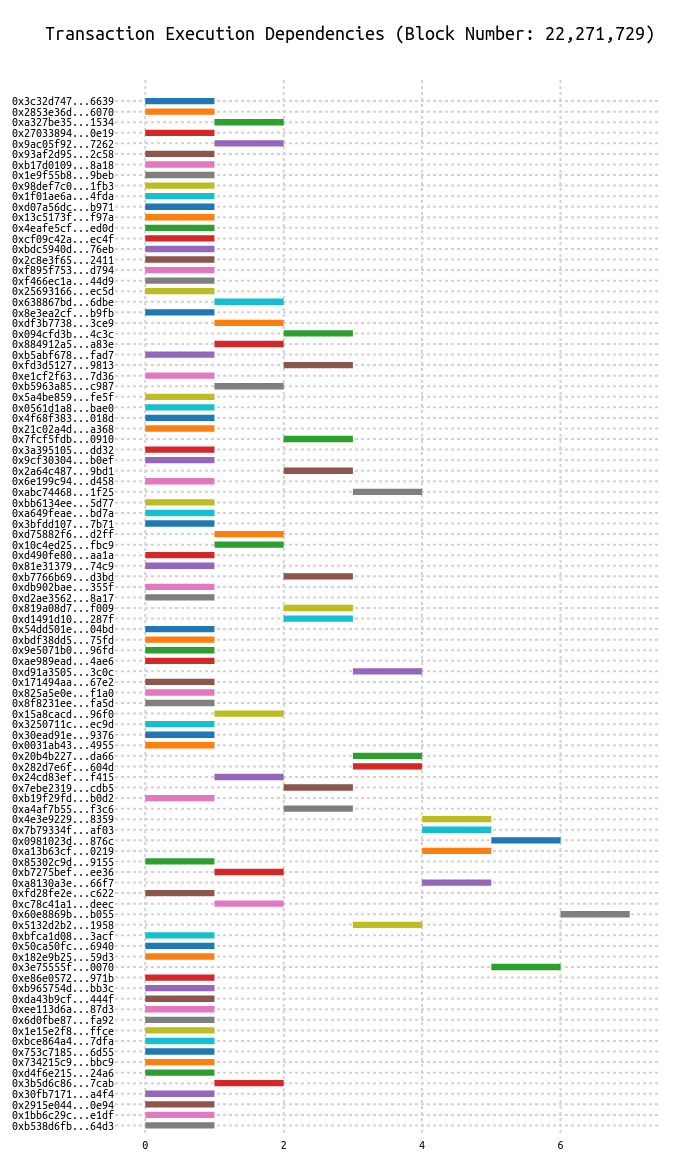 Transaction Execution Dependencies (Block Number: 22,271,729)
0x3c32d747...6639
0x2853e36d...6070
0xa327be35...1534
0x27033894...0e19
0x9ac05f92...7262
0x93af2d95...2c58
0xb17d0109...8a18
0x1e9f55b8...9beb
0x98def7c0...1fb3
0x1f01ae6a...4fda
0xd07a56dc...b971
0x13c5173f...f97a
0x4eafe5cf...ed0d
0xcf09c42a...ec4f
0xbdc5940d...76eb
0x2c8e3f65...2411
0xf895f753...d794
0xf466ec1a...44d9
0x25693166...ec5d
0x638867bd...6dbe
0x8e3ea2cf...b9fb
0xdf3b7738...3ce9
0x094cfd3b...4c3c
0x884912a5...a83e
0xb5abf678...fad7
0xfd3d5127...9813
0xe1cf2f63...7d36
0xb5963a85...c987
0x5a4be859...fe5f
0x0561d1a8...bae0
0x4f68f383...018d
0x21c02a4d...a368
0x7fcf5fdb...0910
0x3a395105...dd32
0x9cf30304...b0ef
0x2a64c487...9bd1
0x6e199c94...d458
0xabc74468...1f25
0xbb6134ee...5d77
0xa649feae...bd7a
0x3bfdd107...7b71
0xd75882f6...d2ff
0x10c4ed25...fbc9
0xd490fe80...aa1a
0x81e31379...74c9
0xb7766b69...d3bd
0xdb902bae...355f
0xd2ae3562...8a17
0x819a08d7...f009
0xd1491d10...287f
0x54dd501e...04bd
0xbdf38dd5...75fd
0x9e5071b0...96fd
0xae989ead...4ae6
0xd91a3505...3c0c
0x171494aa...67e2
0x825a5e0e...f1a0
0x8f8231ee...fa5d
0x15a8cacd...96f0
0x3250711c...ec9d
0x30ead91e...9376
0x0031ab43...4955
0x20b4b227...da66
0x282d7e6f...604d
0x24cd83ef...f415
0x7ebe2319...cdb5
0xb19f29fd...b0d2
0xa4af7b55...f3c6
0x4e3e9229...8359
0x7b79334f...af03
0x0981023d...876c
0xa13b63cf...0219
0x85302c9d...9155
0xb7275bef...ee36
0xa8130a3e...66f7
0xfd28fe2e...c622
0xc78c41a1...deec
0x60e8869b...b055
0x5132d2b2...1958
0xbfca1d08...3acf
0x50ca50fc...6940
0x182e9b25...59d3
0x3e75555f...0070
0xe86e0572...971b
0xb965754d...bb3c
0xda43b9cf...444f
0xee113d6a...87d3
0x6d0fbe87...fa92
0x1e15e2f8...ffce
0xbce864a4...7dfa
0x753c7185...6d55
0x734215c9...bbc9
0xd4f6e215...24a6
0x3b5d6c86...7cab
0x30fb7171...a4f4
0x2915e044...0e94
0x1bb6c29c...e1df
0xb538d6fb...64d3
0 2 4 6